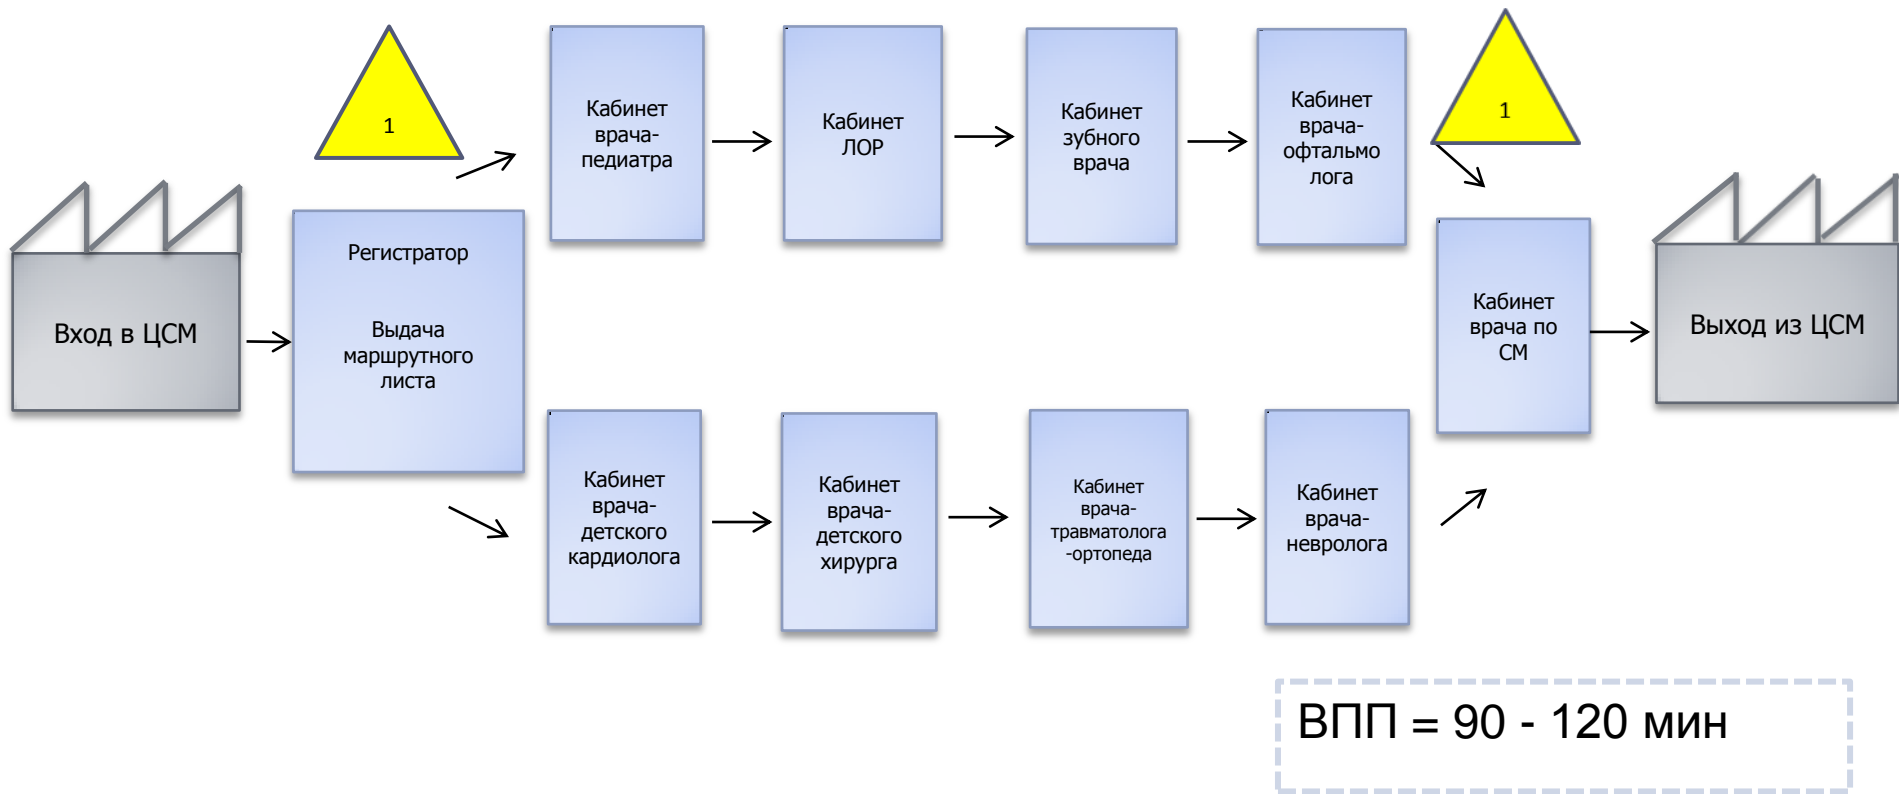 1
Кабинет
врача-
педиатра
Кабинет
ЛОР
Кабинет
зубного
врача
Кабинет
врача-
офтальмо
лога
1
Вход в ЦСМ
Регистратор
Выдача
маршрутного
листа
Кабинет
врача-
детского
кардиолога
Кабинет
врача-
детского
хирурга
Кабинет
врача-
травматолога
-ортопеда
Кабинет
врача-
невролога
Кабинет
врача по
СМ
Выход из ЦСМ
ВПП = 90 - 120 мин